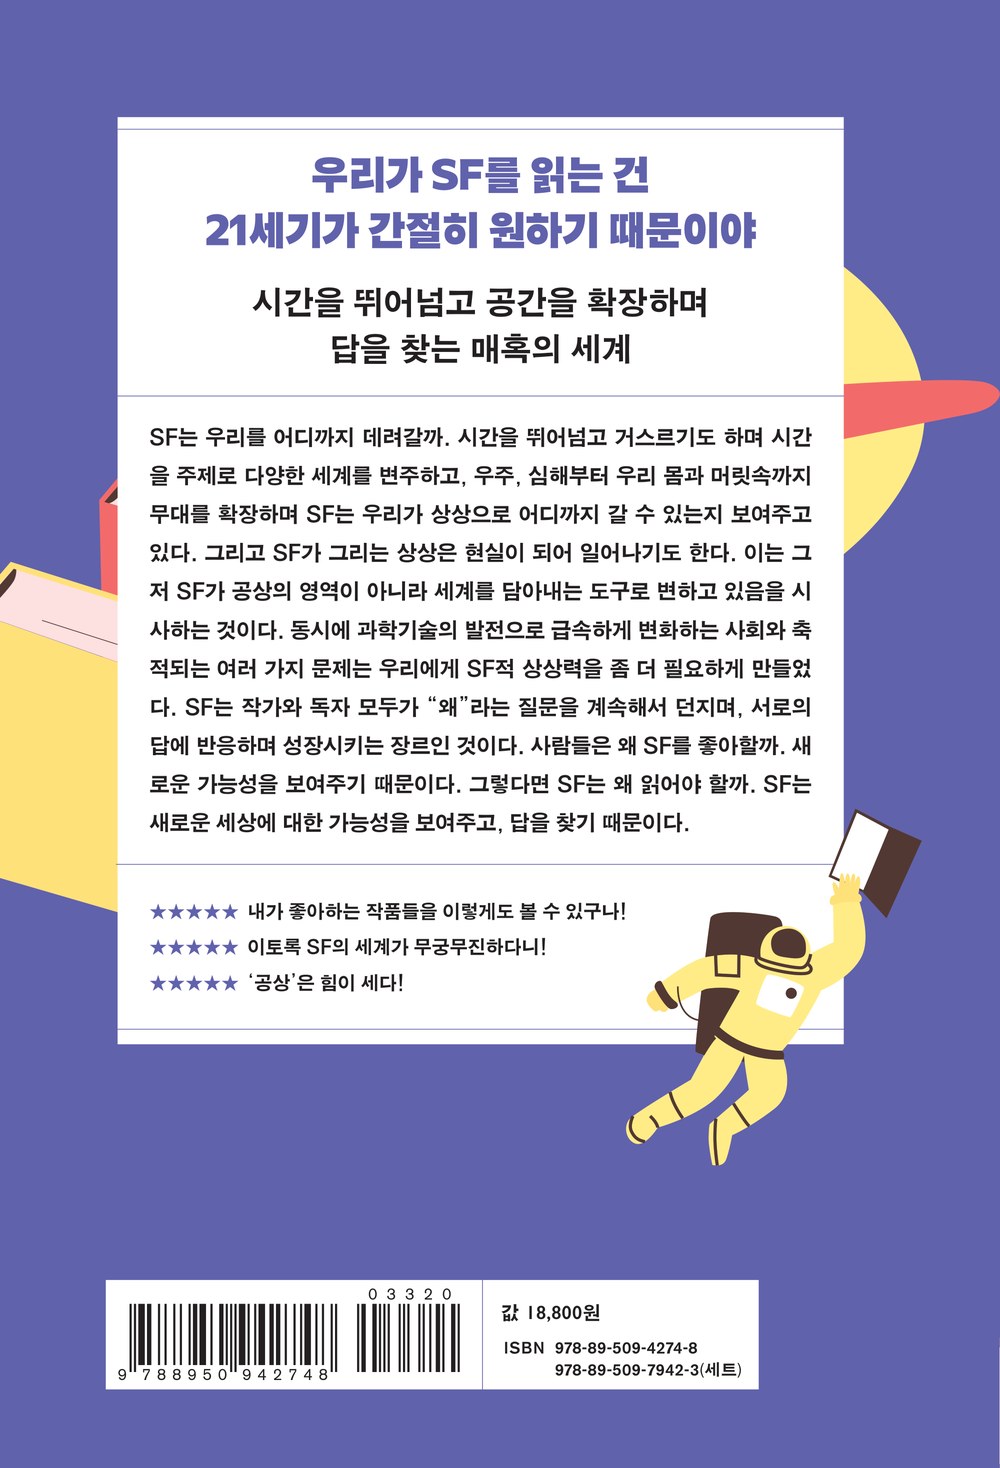 우리가 SF를 읽는 건
21세기가 간절히 원하기 때문이야
시간을 뛰어넘고 공간을 확장하며
답을 찾는 매혹의 세계
SF는 우리를 어디까지 데려갈까. 시간을 뛰어넘고 거스르기도 하며 시간
을 주제로 다양한 세계를 변주하고, 우주, 심해부터 우리 몸과 머릿속까지
무대를 확장하며 SF는 우리가 상상으로 어디까지 갈 수 있는지 보여주고
있다. 그리고 SF가 그리는 상상은 현실이 되어 일어나기도 한다. 이는 그
저 SF가 공상의 영역이 아니라 세계를 담아내는 도구로 변하고 있음을 시
사하는 것이다. 동시에 과학기술의 발전으로 급속하게 변화하는 사회와 축
적되는 여러 가지 문제는 우리에게 SF적 상상력을 좀 더 필요하게 만들었
다. SF는 작가와 독자 모두가 “왜”라는 질문을 계속해서 던지며, 서로의
답에 반응하며 성장시키는 장르인 것이다. 사람들은 왜 SF를 좋아할까. 새
로운 가능성을 보여주기 때문이다. 그렇다면 SF는 왜 읽어야 할까. SF는
새로운 세상에 대한 가능성을 보여주고, 답을 찾기 때문이다.
★★★★★ 내가 좋아하는 작품들을 이렇게도 볼 수 있구나!
★★★★★ 이토록 SF의 세계가 무궁무진하다니!
★★★★★ ‘공상’은 힘이 세다!
03320
9 788950 942748
값 18,800원
ISBN 978-89-509-4274-8
978-89-509-7942-3(세트)